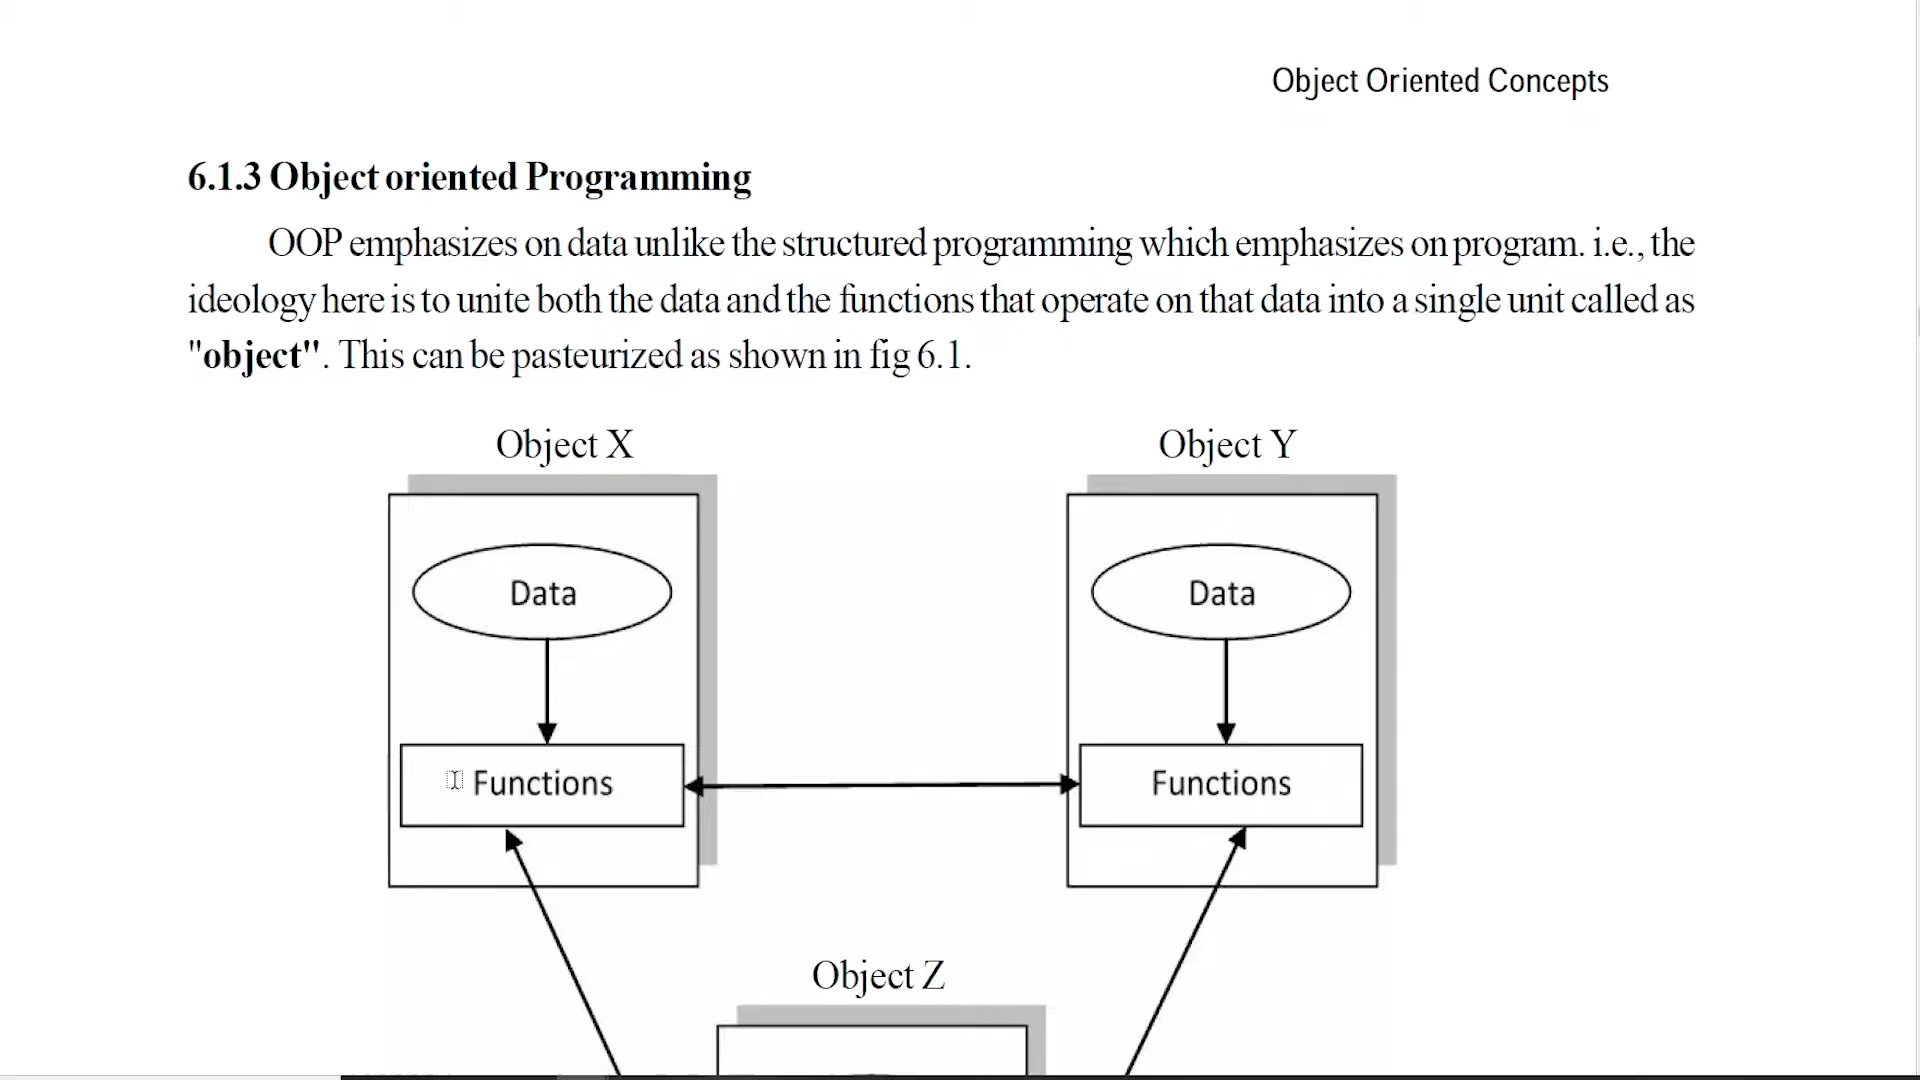 Object Oriented Concepts
6.1.3 Object oriented Programming
OOP emphasizes on data unlike the structured programming which emphasizes on program. i.e., the
ideology here is to unite both the data and the functions that operate on that data into a single unit called as
"object". This can be pasteurized as shown in fig 6.1.
Object X
Object Y
Data
Data
Functions
Functions
Object Z